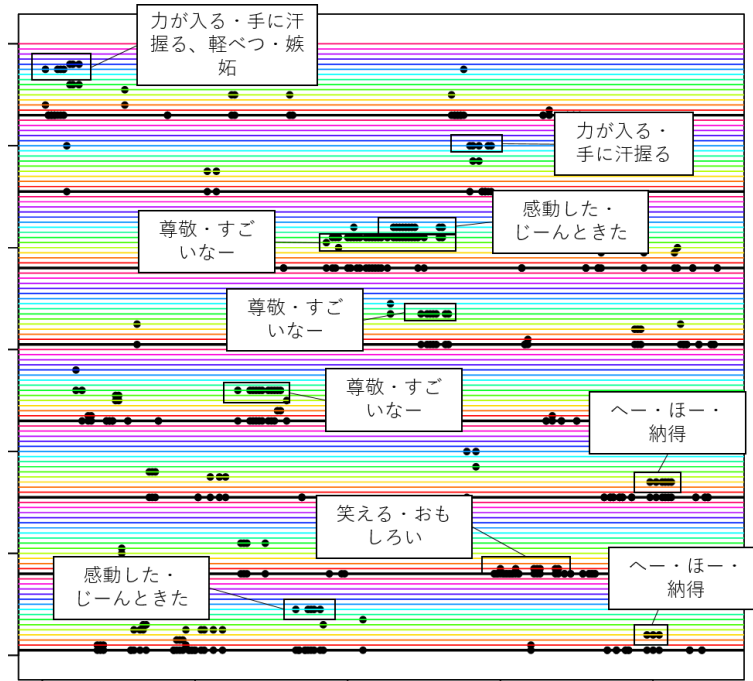 力が入る・手に汗
握る、軽べつ・嫉
妬
力が入る・
手に汗握る
感動した・
じーんときた
尊敬・すご
いなー
尊敬・すご
いなー
尊敬・すご
いなー
へー・ほー・
納得
笑える・おも
しろい
感動した・
じーんときた
へー・ほー・
納得